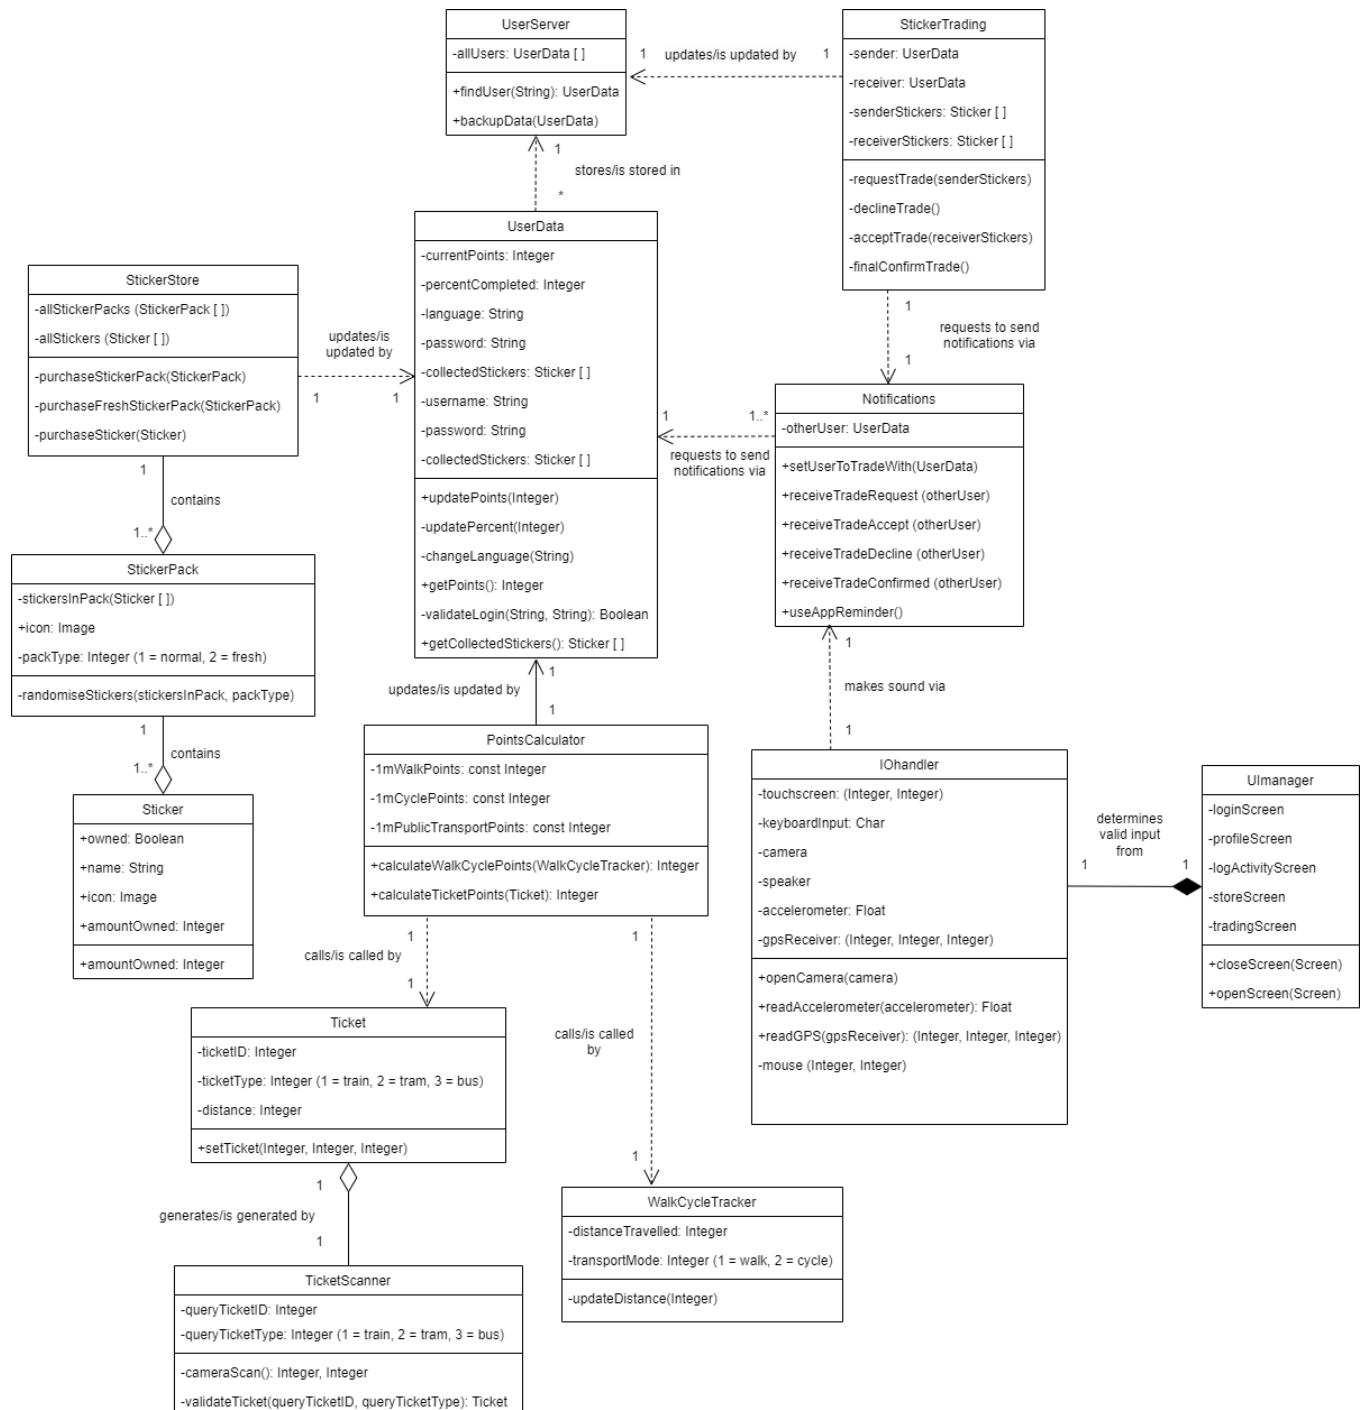 UserServer
-allUsers: UserData [ ]
+findUser(String): UserData
+backupData(UserData)
1
updates/is updated by
1
StickerTrading
-sender: UserData
-receiver: UserData
-senderStickers: Sticker [ ]
-receiverStickers: Sticker [ ]
-requestTrade(senderStickers)
-declineTrade()
-acceptTrade(receiverStickers)
-finalConfirmTrade()
1
stores/is stored in
*
UserData
-currentPoints: Integer
-percentCompleted: Integer
-language: String
-password: String
-collectedStickers: Sticker [ ]
-username: String
-password: String
-collectedStickers: Sticker [ ]
+updatePoints(Integer)
-updatePercent(Integer)
-changeLanguage(String)
+getPoints(): Integer
-validateLogin(String, String): Boolean
+getCollectedStickers(): Sticker [ ]
StickerStore
-allStickerPacks (StickerPack [ ])
-allStickers (Sticker [ ])
-purchaseStickerPack(StickerPack)
-purchaseFreshStickerPack(StickerPack)
-purchaseSticker(Sticker)
updates/is
updated by
1
1
1
requests to send
notifications via
1
Notifications
-otherUser: UserData
+setUserToTradeWith(UserData)
+receiveTradeRequest (otherUser)
+receiveTradeAccept (otherUser)
+receiveTradeDecline (otherUser)
+receiveTradeConfirmed (otherUser)
+useAppReminder()
1
1..*
requests to send
notifications via
1
contains
1..*
StickerPack
-stickersInPack(Sticker [ ])
+icon: Image
-packType: Integer (1 = normal, 2 = fresh)
-randomiseStickers(stickersInPack, packType)
1
contains
1..*
Sticker
+owned: Boolean
+name: String
+icon: Image
+amountOwned: Integer
+amountOwned: Integer
1
updates/is updated by
1
PointsCalculator
-1mWalkPoints: const Integer
-1mCyclePoints: const Integer
-1mPublicTransportPoints: const Integer
+calculateWalkCyclePoints(WalkCycleTracker): Integer
+calculateTicketPoints(Ticket): Integer
1
makes sound via
1
IOhandler
-touchscreen: (Integer, Integer)
-keyboardInput: Char
-camera
-speaker
-accelerometer: Float
-gpsReceiver: (Integer, Integer, Integer)
+openCamera(camera)
+readAccelerometer(accelerometer): Float
+readGPS(gpsReceiver): (Integer, Integer, Integer)
-mouse (Integer, Integer)
determines
valid input
from
1
1
UImanager
-loginScreen
-profileScreen
-logActivityScreen
-storeScreen
-tradingScreen
+closeScreen(Screen)
+openScreen(Screen)
1
calls/is called by
1
Ticket
-ticketID: Integer
-ticketType: Integer (1 = train, 2 = tram, 3 = bus)
-distance: Integer
+setTicket(Integer, Integer, Integer)
1
calls/is called
by
1
WalkCycleTracker
-distanceTravelled: Integer
-transportMode: Integer (1 = walk, 2 = cycle)
-updateDistance(Integer)
1
generates/is generated by
1
TicketScanner
-queryTicketID: Integer
-queryTicketType: Integer (1 = train, 2 = tram, 3 = bus)
-cameraScan(): Integer, Integer
-validateTicket(queryTicketID, queryTicketType): Ticket